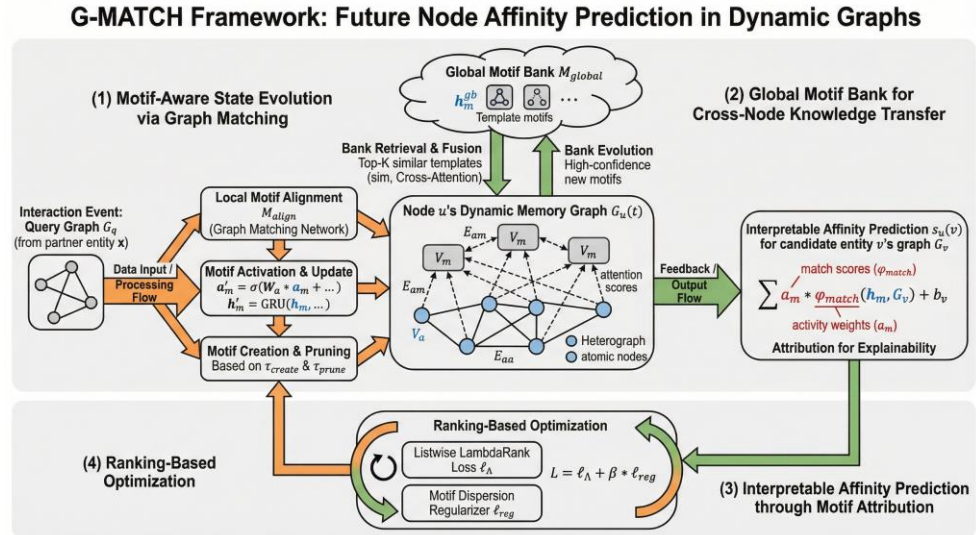 G-MATCH Framework: Future Node Affinity Prediction in Dynamic Graphs
(1) Motif-Aware State Evolution
via Graph Matching
Global Motif Bank M_global
h_m^gb
...
Template motifs
(2) Global Motif Bank for
Cross-Node Knowledge Transfer
Bank Retrieval & Fusion
Top-K similar templates
(sim, Cross-Attention)
Bank Evolution
High-confidence
new motifs
Interaction Event:
Query Graph G_q
(from partner entity x)
Data Input /
Processing
Flow
Local Motif Alignment
M_align
(Graph Matching Network)
Motif Activation & Update
a'_m = σ(W_a * a_m + ...)
h'_m = GRU(h_m, ...)
Motif Creation & Pruning
Based on τ_create & τ_prune
Node u's Dynamic Memory Graph G_u(t)
E_am
V_m
V_m
V_m
E_am
attention
scores
V_a
E_aa
Heterograph
atomic nodes
Feedback /
Output
Flow
Interpretable Affinity Prediction s_u(v)
for candidate entity v's graph G_v
match scores (φ_match)
∑ a_m * φ_match(h_m, G_v) + b_v
activity weights (a_m)
Attribution for Explainability
(4) Ranking-Based
Optimization
Ranking-Based Optimization
Listwise LambdaRank
Loss ℓ_Λ
Motif Dispersion
Regularizer ℓ_reg
L = ℓ_Λ + β * ℓ_reg
(3) Interpretable Affinity Prediction
through Motif Attribution